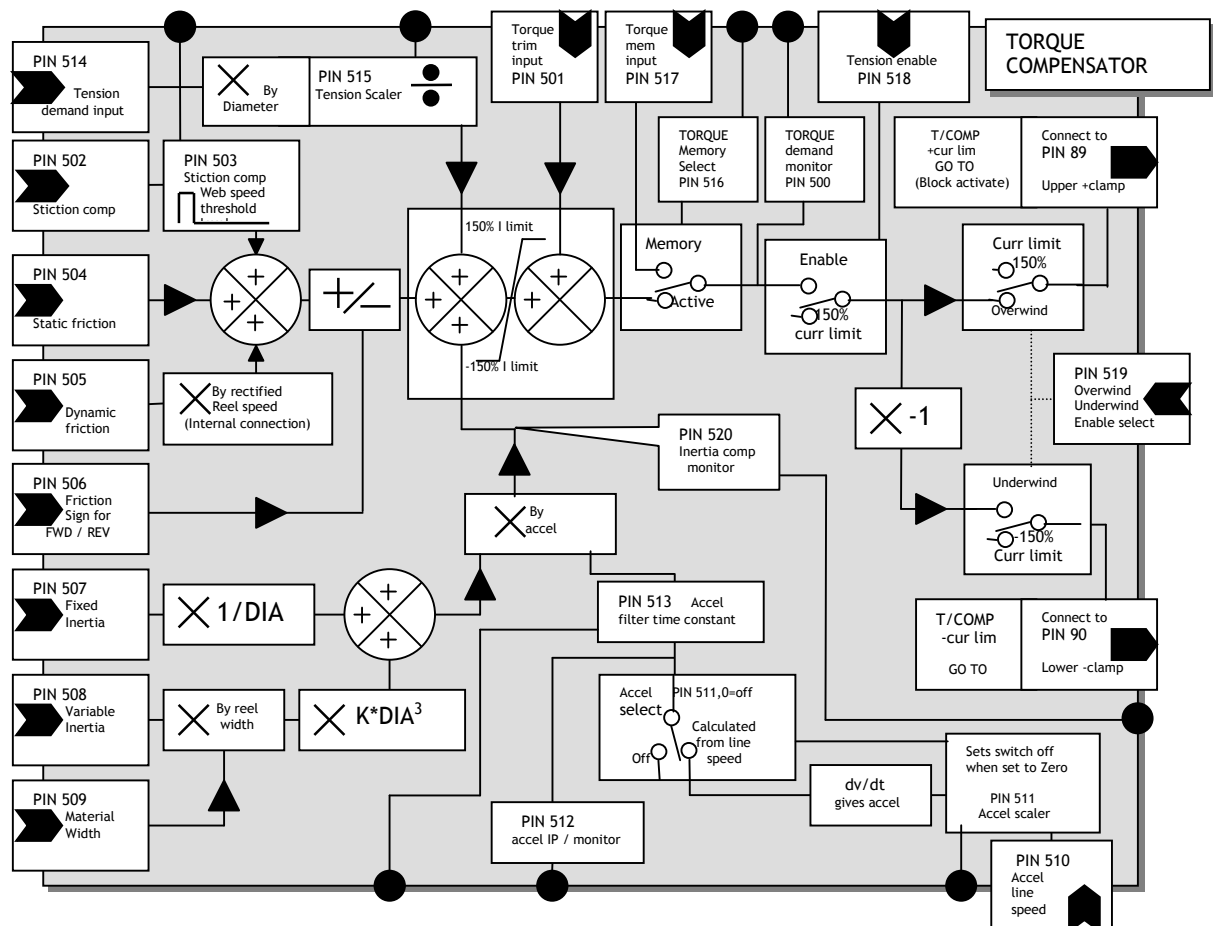 TORQUE
COMPENSATOR
PIN 514
Tension
demand input
By
Diameter
PIN 515
Tension Scaler
Torque
trim
input
PIN 501
Torque
mem
input
PIN 517
Tension enable
PIN 518
PIN 502
Stiction comp
PIN 503
Stiction comp
Web speed
threshold
TORQUE
Memory
Select
PIN 516
TORQUE
demand
monitor
PIN 500
T/COMP
+cur lim
GO TO
(Block activate)
Connect to
PIN 89
Upper +clamp
PIN 504
Static friction
+
+
+
+/-
150% I limit
-150% I limit
+
+
+
+
+
Memory
Active
Enable
150%
curr limit
Curr limit
150%
Overwind
PIN 505
Dynamic
friction
By rectified
Reel speed
(Internal connection)
PIN 519
Overwind
Underwind
Enable select
-1
PIN 520
Inertia comp
monitor
PIN 506
Friction
Sign for
FWD / REV
By
accel
Underwind
-150%
Curr limit
PIN 507
Fixed
Inertia
1/DIA
+
+
+
PIN 513 Accel
filter time constant
T/COMP
-cur lim
GO TO
Connect to
PIN 90
Lower -clamp
PIN 508
Variable
Inertia
By reel
width
K*DIA³
Accel
select
PIN 511,0=off
Calculated
from line
speed
Off
PIN 509
Material
Width
PIN 512
accel IP / monitor
dv/dt
gives accel
Sets switch off
when set to Zero
PIN 511
Accel scaler
PIN 510
Accel
line
speed